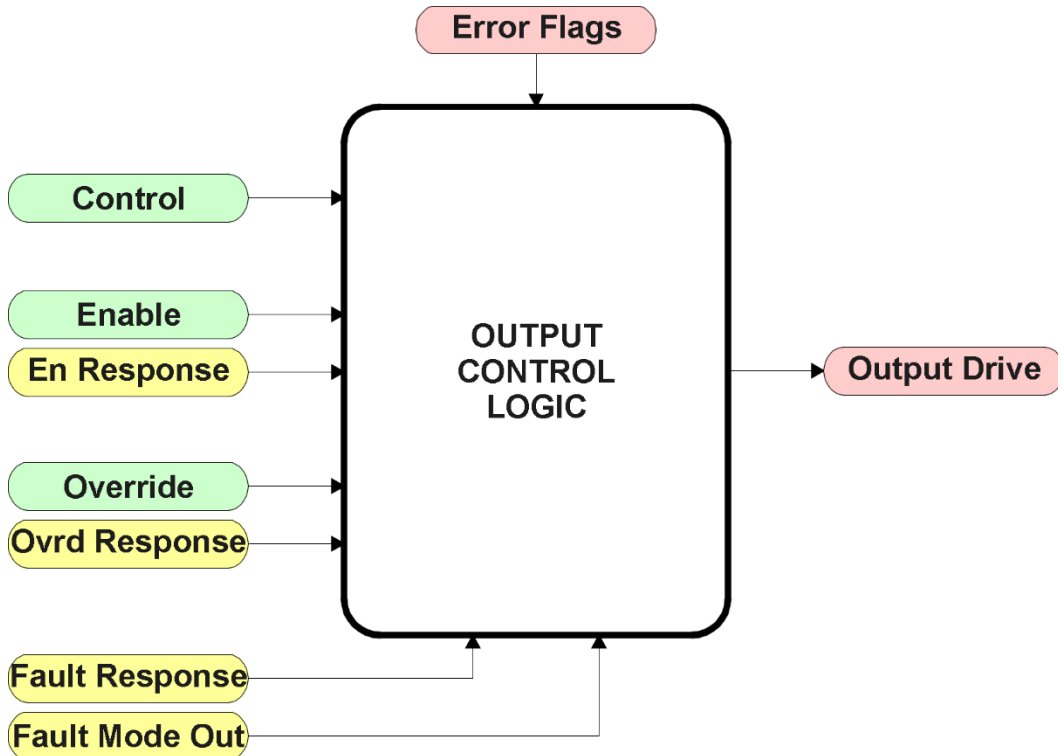 Error Flags
Control
Enable
En Response
OUTPUT
CONTROL
LOGIC
Output Drive
Override
Ovrd Response
Fault Response
Fault Mode Out